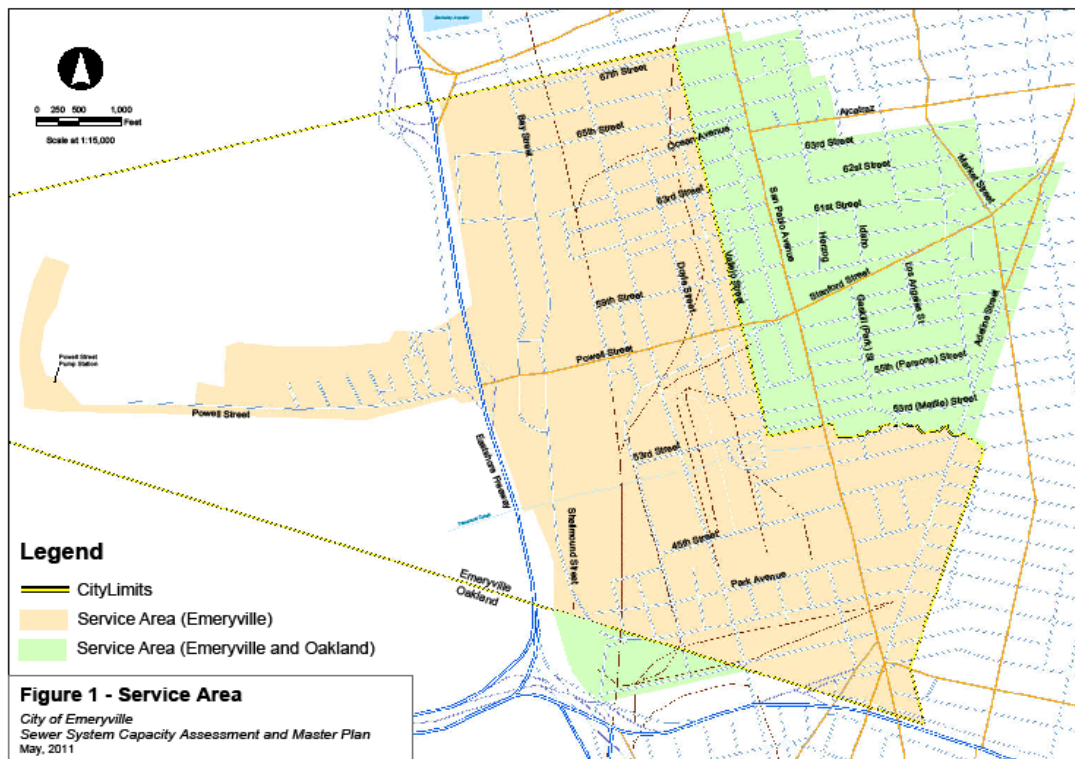 0 250 500 1,000
Feet
Scale at 1:15,000
67th Street
Bay Street
65th Street
Ocean Avenue
Alcatraz
63rd Street
62st Street
Market Street
63rd Street
San Pablo Avenue
61st Street
Herzog
Idaho
Vallejo Street
Doyle Street
Stanford Street
Los Angeles St
59th Street
Gaskill (Park) St
Adeline Street
Powell Street
Pump Station
Powell Street
55th (Parsons) Street
Powell Street
53rd Street
Eastshore Freeway
Shellmound Street
45th Street
Park Avenue
Emeryville
Oakland
Legend
CityLimits
Service Area (Emeryville)
Service Area (Emeryville and Oakland)
Figure 1 - Service Area
City of Emeryville
Sewer System Capacity Assessment and Master Plan
May, 2011